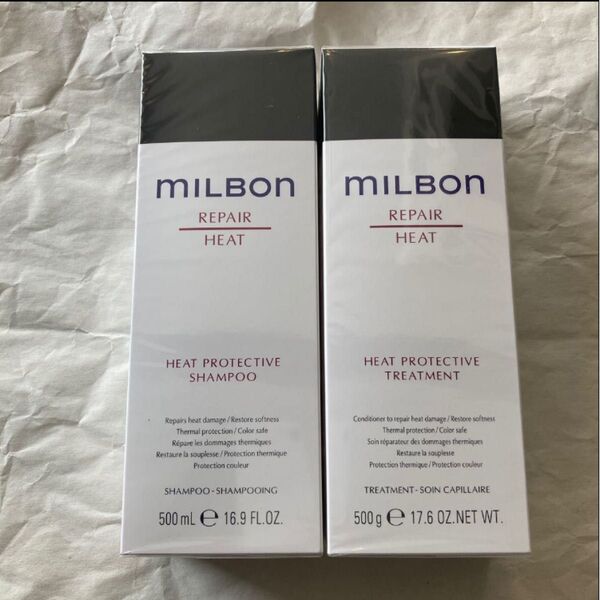 milbon
REPAIR
HEAT
HEAT PROTECTIVE
SHAMPOO
Repairs heat damage / Restore softness
Thermal protection / Color safe
Répare les dommages thermiques
Restaure la souplesse / Protection thermique
Protection couleur
SHAMPOO - SHAMPOOING
500 mL ℮ 16.9 FL.OZ.
milbon
REPAIR
HEAT
HEAT PROTECTIVE
TREATMENT
Conditioner to repair heat damage / Restore softness
Thermal protection / Color safe
Soin réparateur des dommages thermiques
Restaure la souplesse
Protection thermique / Protection couleur
TREATMENT - SOIN CAPILLAIRE
500 g ℮ 17.6 OZ.NET WT.